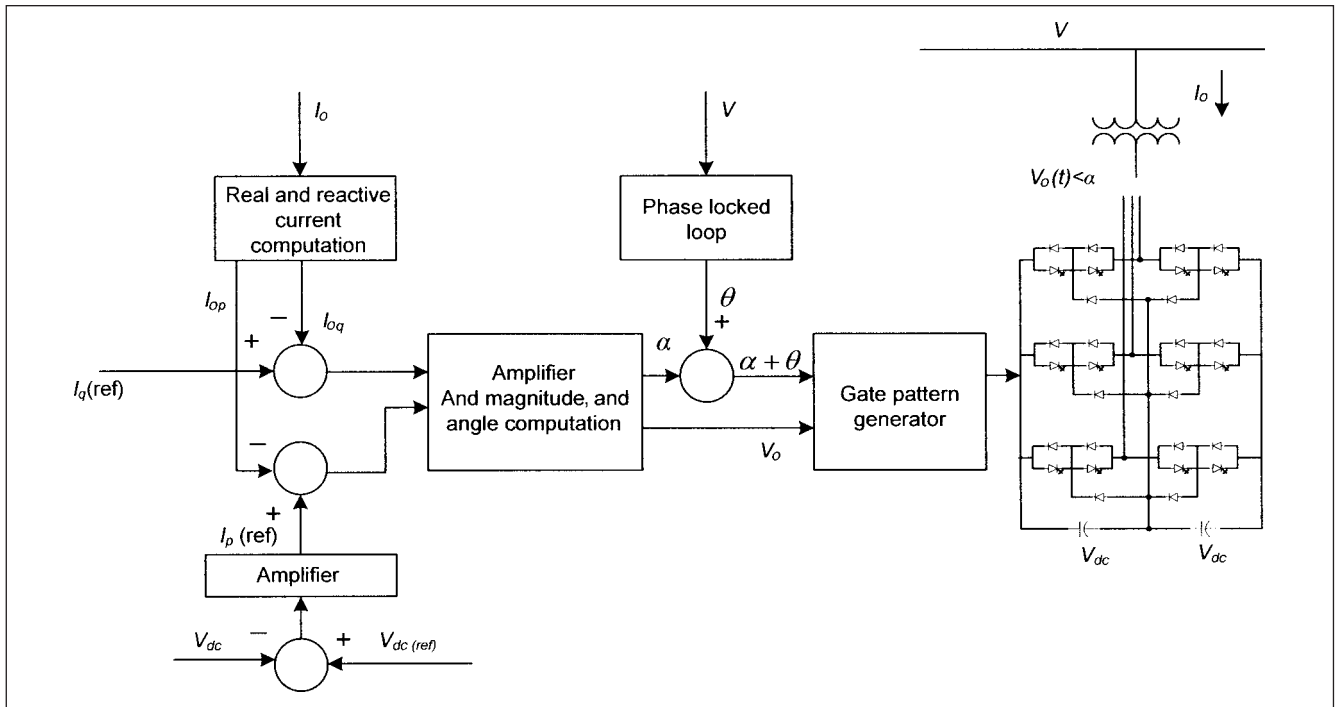 V
I_o
V
I_o
Real and reactive
current
computation
Phase locked
loop
V_o(t)<α
I_op
−
I_oq
θ
+
+
α
α + θ
I_q(ref)
Amplifier
And magnitude, and
angle computation
Gate pattern
generator
V_o
−
+
I_p (ref)
Amplifier
V_dc
V_dc
V_dc
−
+
V_dc (ref)